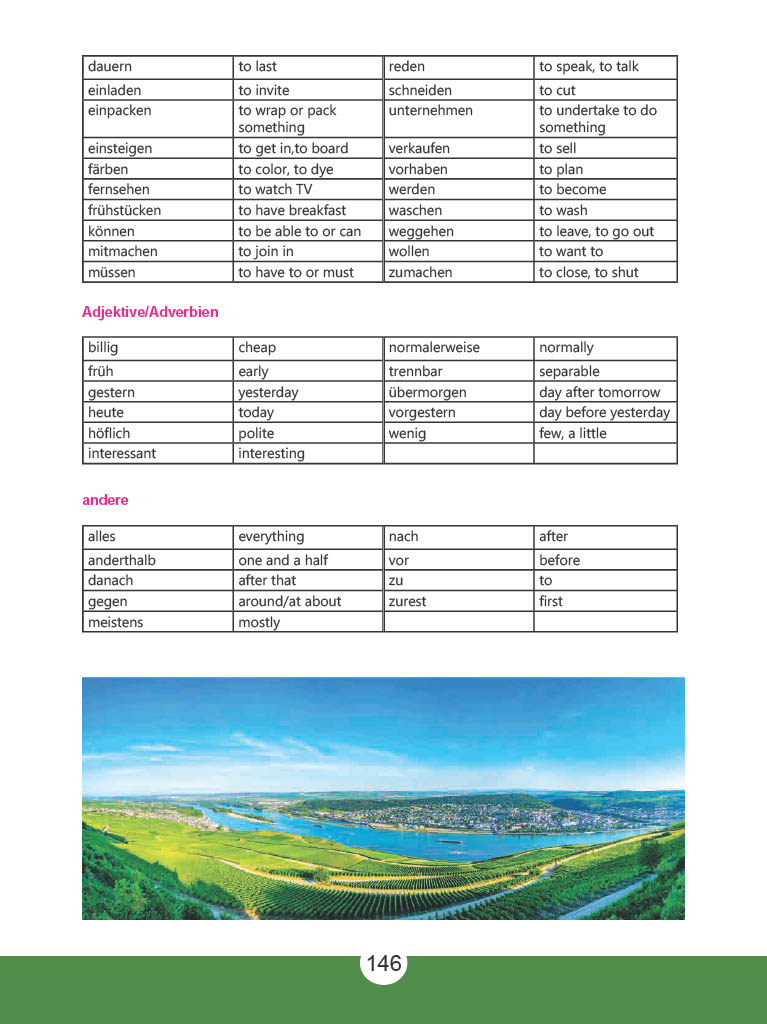 dauern to last reden to speak, to talk
einladen to invite schneiden to cut
einpacken to wrap or pack something unternehmen to undertake to do something
einsteigen to get in,to board verkaufen to sell
färben to color, to dye vorhaben to plan
fernsehen to watch TV werden to become
frühstücken to have breakfast waschen to wash
können to be able to or can weggehen to leave, to go out
mitmachen to join in wollen to want to
müssen to have to or must zumachen to close, to shut
Adjektive/Adverbien
billig cheap normalerweise normally
früh early trennbar separable
gestern yesterday übermorgen day after tomorrow
heute today vorgestern day before yesterday
höflich polite wenig few, a little
interessant interesting
andere
alles everything nach after
anderthalb one and a half vor before
danach after that zu to
gegen around/at about zurest first
meistens mostly
146